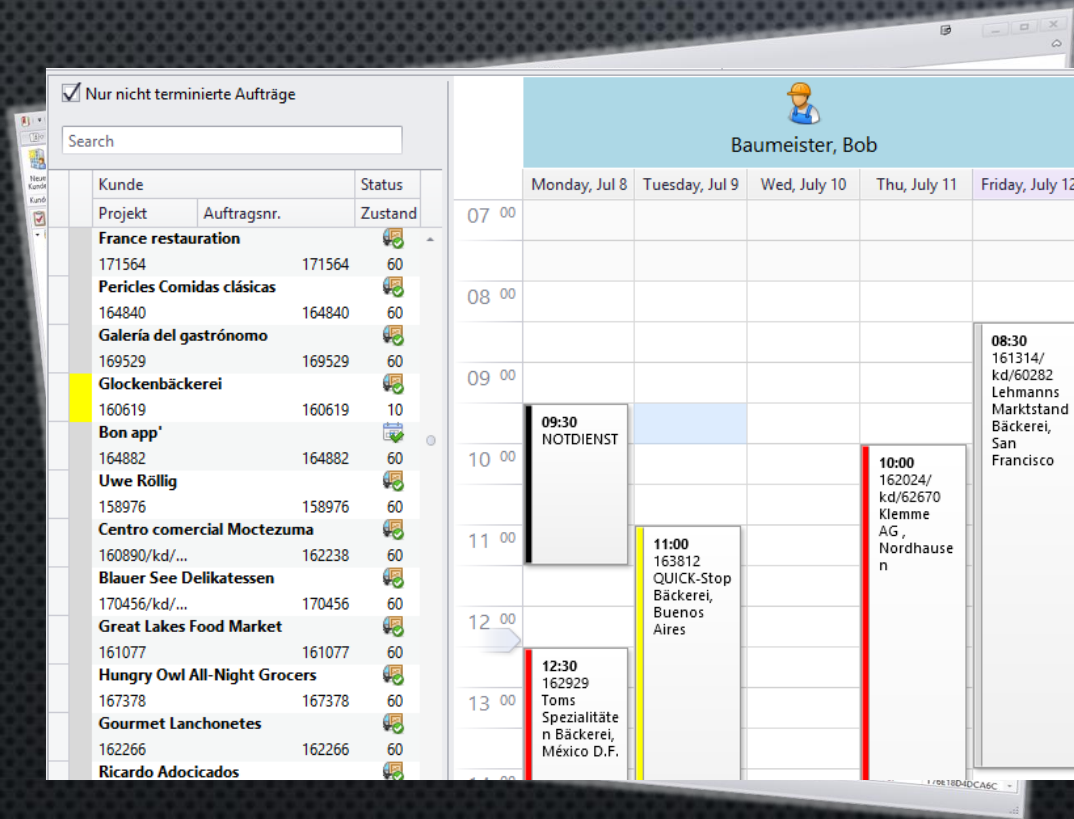 Nur nicht terminierte Aufträge
Search
Kunde Status
Projekt Auftragsnr. Zustand
France restauration
171564 171564 60
Pericles Comidas clásicas
164840 164840 60
Galería del gastrónomo
169529 169529 60
Glockenbäckerei
160619 160619 10
Bon app'
164882 164882 60
Uwe Röllig
158976 158976 60
Centro comercial Moctezuma
160890/kd/... 162238 60
Blauer See Delikatessen
170456/kd/... 170456 60
Great Lakes Food Market
161077 161077 60
Hungry Owl All-Night Grocers
167378 167378 60
Gourmet Lanchonetes
162266 162266 60
Ricardo Adocicados
Baumeister, Bob
Monday, Jul 8 Tuesday, Jul 9 Wed, July 10 Thu, July 11 Friday, July 12
07 00
08 00
09 00
10 00
11 00
12 00
13 00
09:30
NOTDIENST
12:30
162929
Toms
Spezialitäte
n Bäckerei,
México D.F.
11:00
163812
QUICK-Stop
Bäckerei,
Buenos
Aires
10:00
162024/
kd/62670
Klemme
AG ,
Nordhause
n
08:30
161314/
kd/60282
Lehmanns
Marktstand
Bäckerei,
San
Francisco
Neue
Kunde